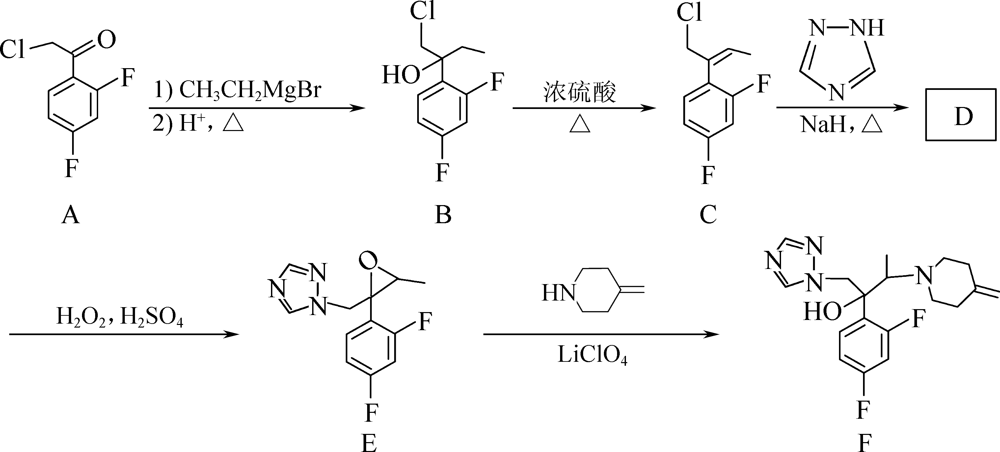 Cl
O
F
F
A
1) CH₃CH₂MgBr
2) H⁺, △
Cl
HO
F
F
B
浓硫酸
△
Cl
F
F
C
N
NH
N
NaH, △
D
H₂O₂, H₂SO₄
N
N
N
O
F
F
E
HN
LiClO₄
N
N
N
N
HO
F
F
F